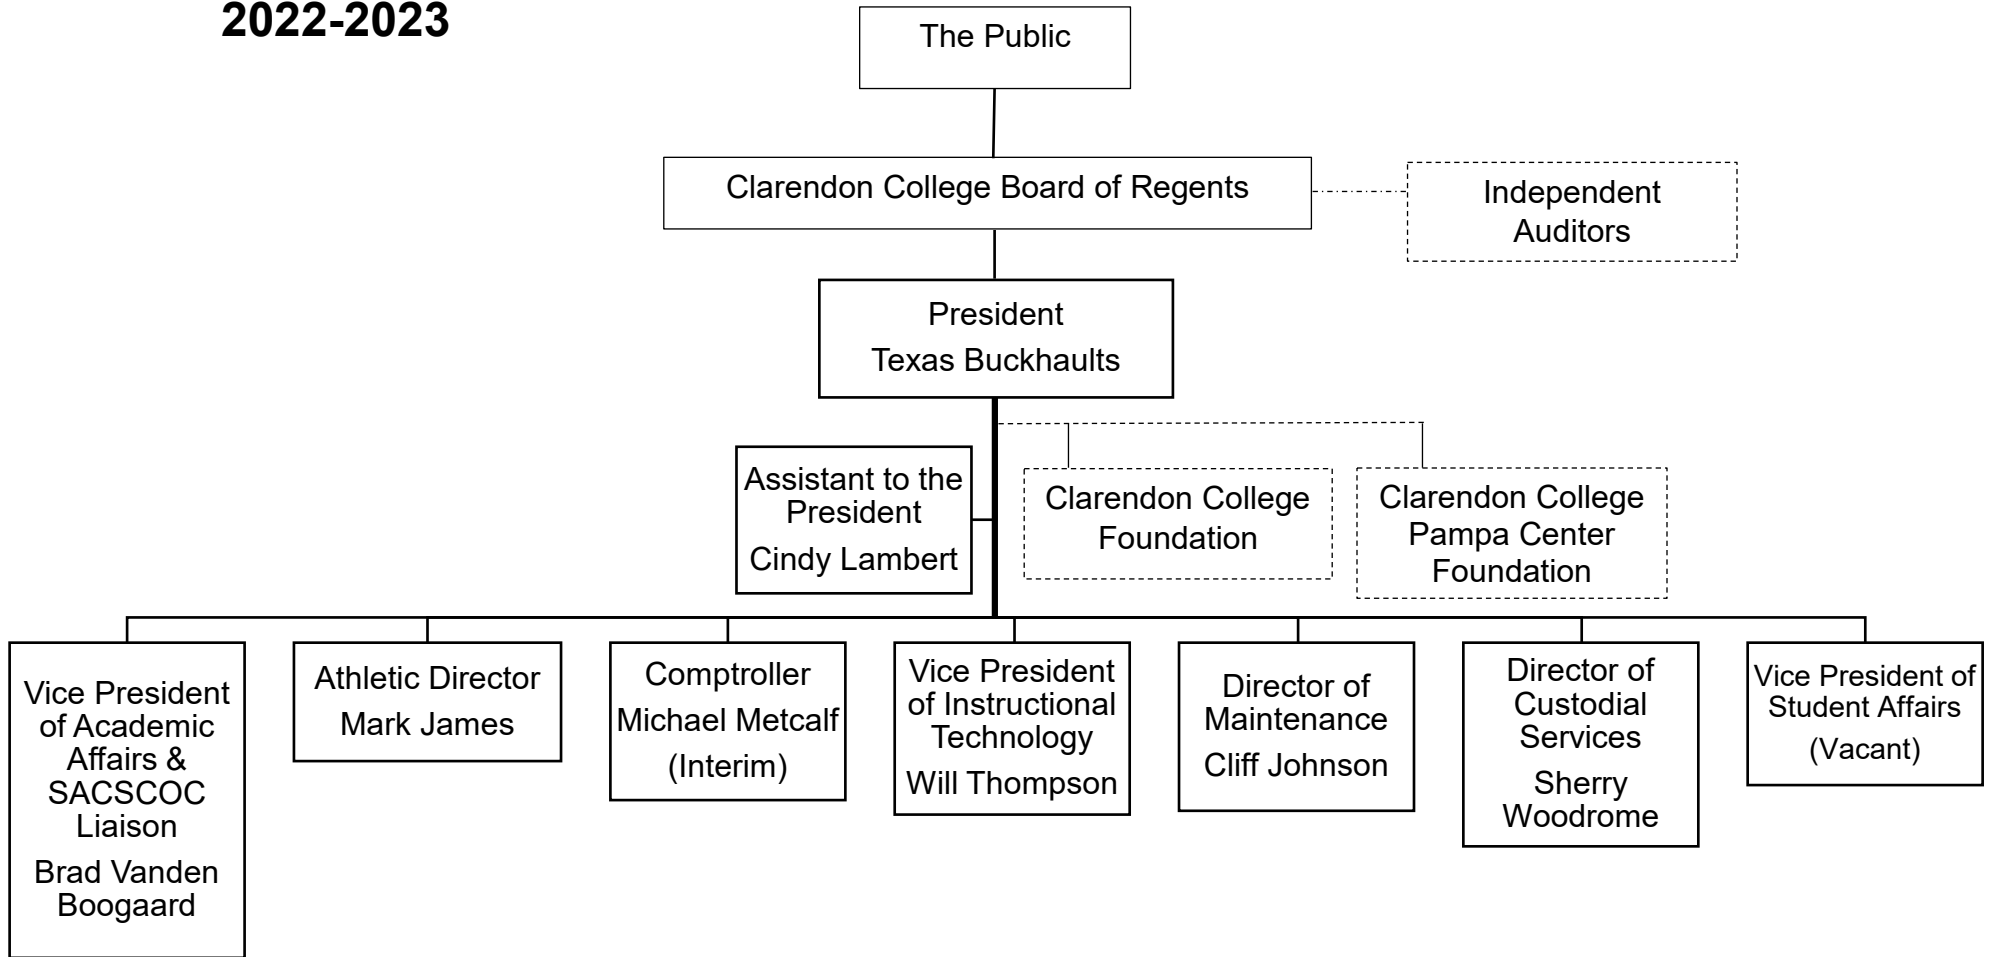 2022-2023
The Public
Clarendon College Board of Regents
Independent
Auditors
President
Texas Buckhaults
Assistant to the
President
Cindy Lambert
Clarendon College
Foundation
Clarendon College
Pampa Center
Foundation
Vice President
of Academic
Affairs &
SACSCOC
Liaison
Brad Vanden
Boogaard
Athletic Director
Mark James
Comptroller
Michael Metcalf
(Interim)
Vice President
of Instructional
Technology
Will Thompson
Director of
Maintenance
Cliff Johnson
Director of
Custodial
Services
Sherry
Woodrome
Vice President of
Student Affairs
(Vacant)